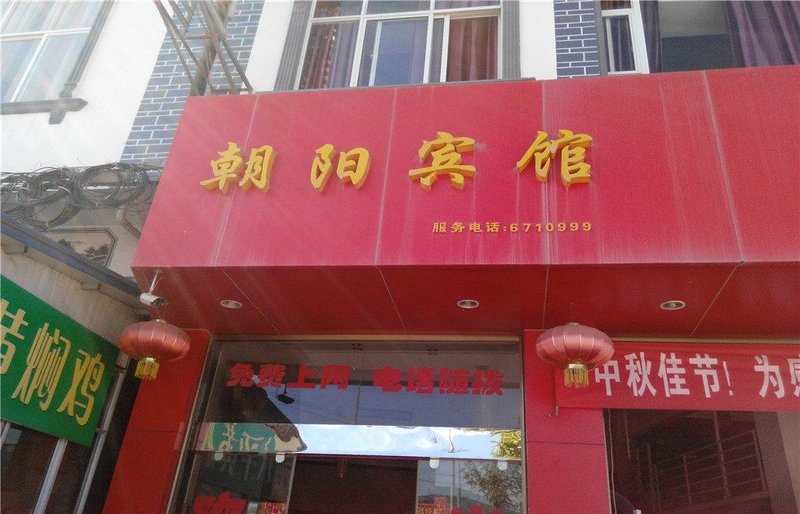 朝阳宾馆
服务电话:6710999
免费上网 电话随拨
中秋佳节！为
焖鸡